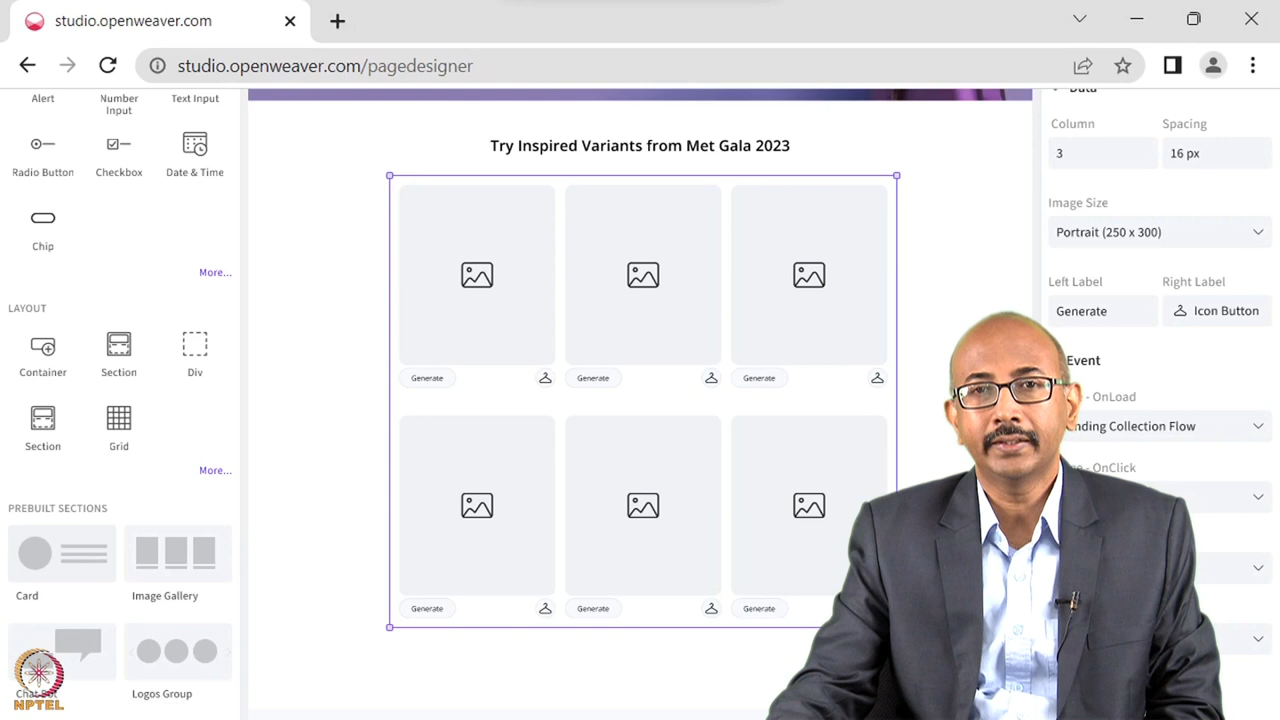 studio.openweaver.com
studio.openweaver.com/pagedesigner
Alert
Number Input
Text Input
Radio Button
Checkbox
Date & Time
Chip
More...
LAYOUT
Container
Section
Div
Section
Grid
More...
PREBUILT SECTIONS
Card
Image Gallery
Logos Group
NPTEL
Try Inspired Variants from Met Gala 2023
Generate
Generate
Generate
Generate
Generate
Generate
Data
Column
Spacing
3
16 px
Image Size
Portrait (250 x 300)
Left Label
Right Label
Generate
Icon Button
Event
- OnLoad
Collection Flow
- OnClick